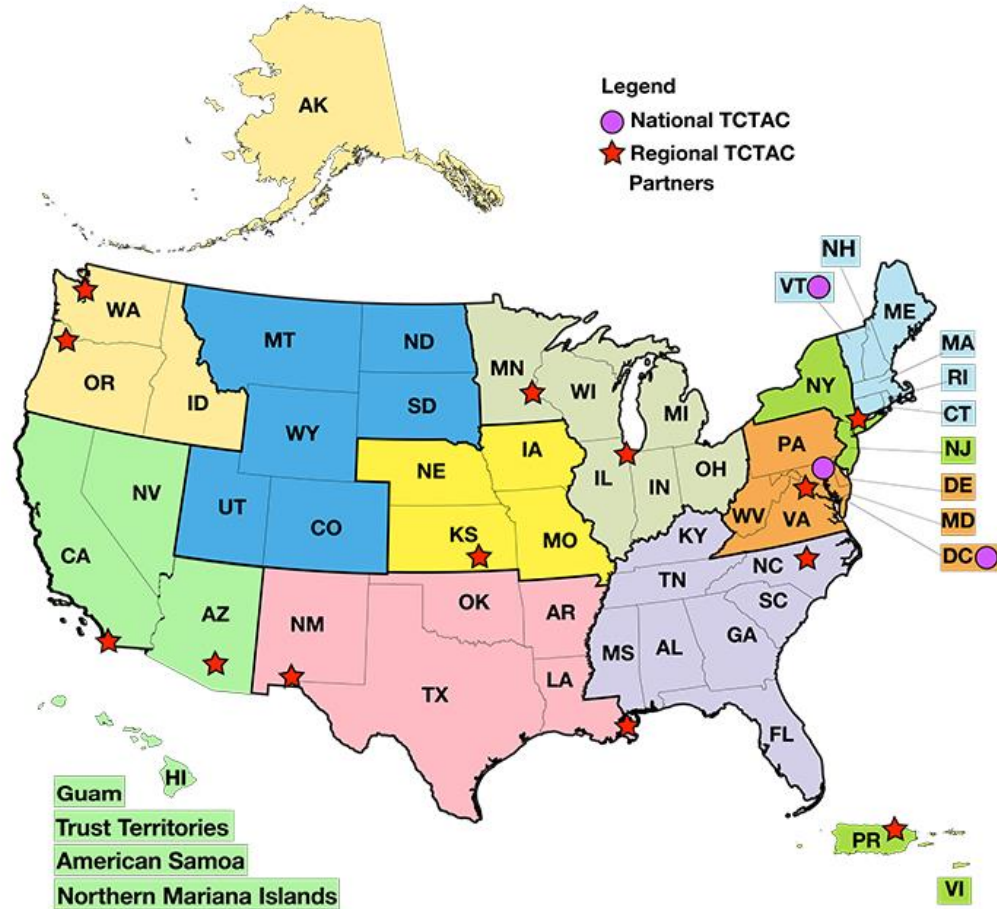 AK
Legend
National TCTAC
Regional TCTAC
Partners
NH
VT
ME
WA
MT
ND
MN
MA
OR
ID
SD
WI
MI
NY
RI
CT
WY
PA
NJ
NV
NE
IA
IL
IN
OH
DE
UT
CO
KS
MO
WV
VA
MD
CA
KY
DC
TN
NC
AZ
NM
OK
AR
SC
MS
AL
GA
TX
LA
FL
HI
Guam
Trust Territories
American Samoa
Northern Mariana Islands
PR
VI